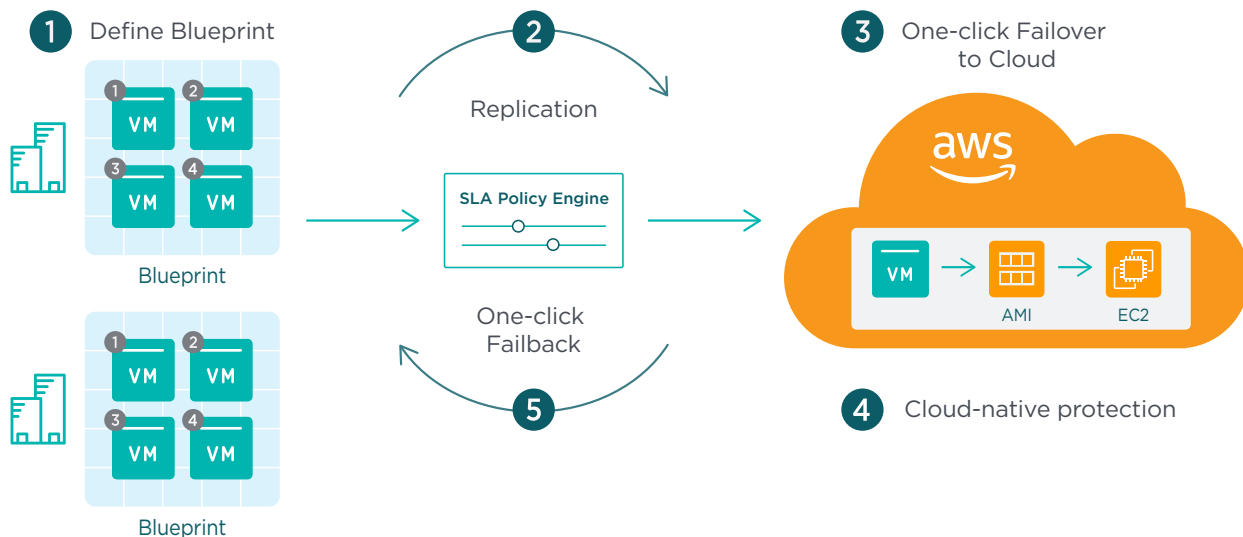 1 Define Blueprint
1
VM
2
VM
3
VM
4
VM
Blueprint
1
VM
2
VM
3
VM
4
VM
Blueprint
2
Replication
SLA Policy Engine
One-click
Failback
5
3 One-click Failover
to Cloud
aws
VM
AMI
EC2
4 Cloud-native protection